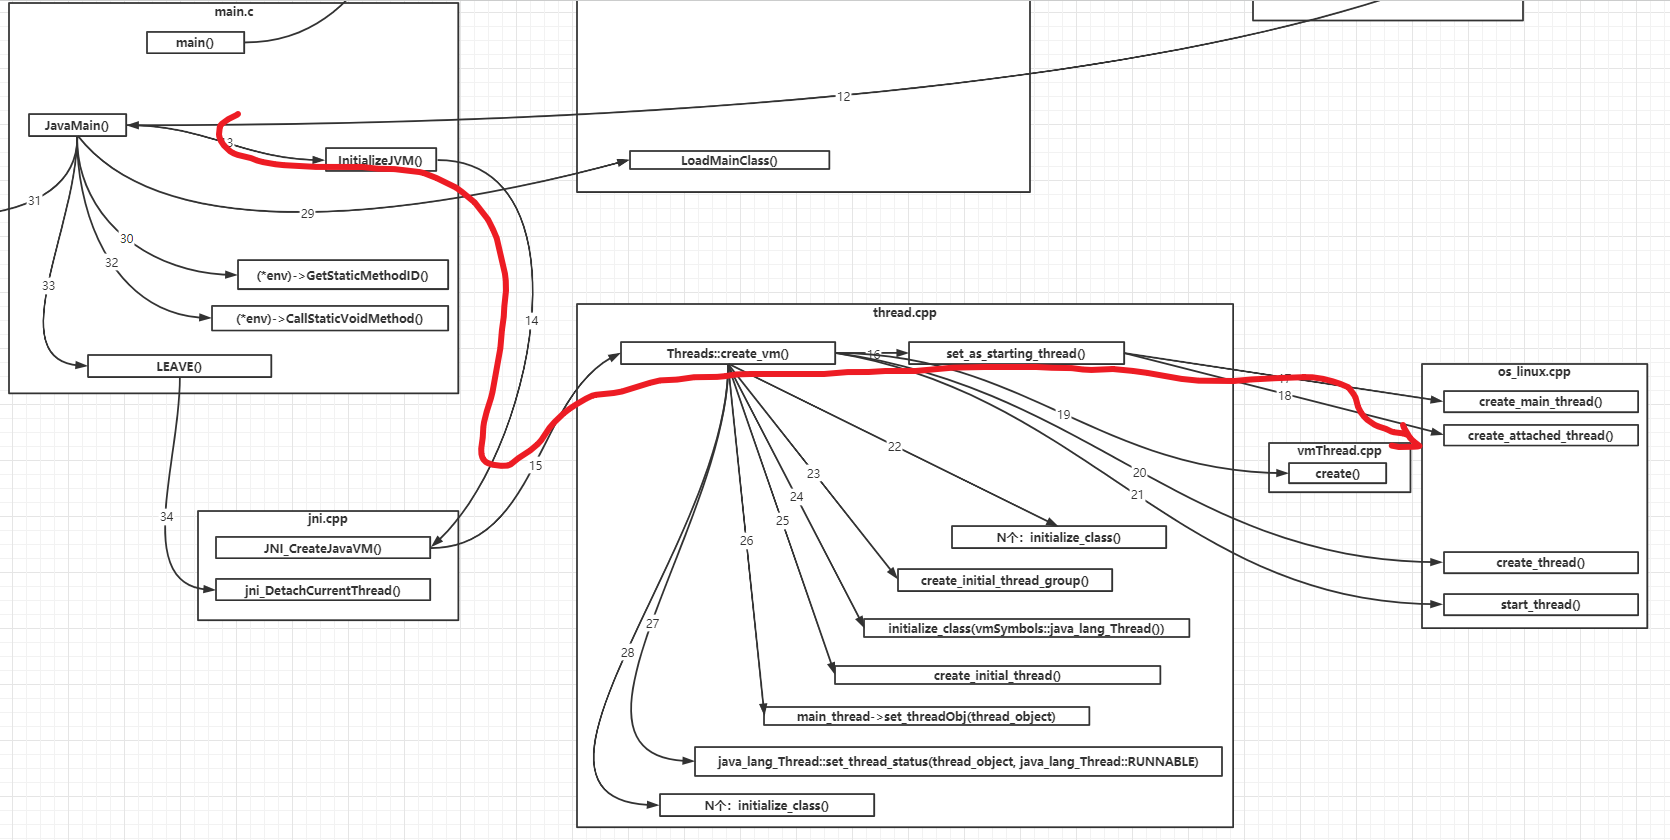 main.c
main()
12
JavaMain()
3
InitializeJVM()
LoadMainClass()
31
29
30
32
(*env)->GetStaticMethodID()
33
(*env)->CallStaticVoidMethod()
14
LEAVE()
thread.cpp
Threads::create_vm()
16
set_as_starting_thread()
17
18
os_linux.cpp
create_main_thread()
create_attached_thread()
19
22
vmThread.cpp
create()
15
23
20
21
24
34
jni.cpp
25
26
JNI_CreateJavaVM()
N个: initialize_class()
create_thread()
jni_DetachCurrentThread()
create_initial_thread_group()
start_thread()
27
initialize_class(vmSymbols::java_lang_Thread())
28
create_initial_thread()
main_thread->set_threadObj(thread_object)
java_lang_Thread::set_thread_status(thread_object, java_lang_Thread::RUNNABLE)
N个: initialize_class()